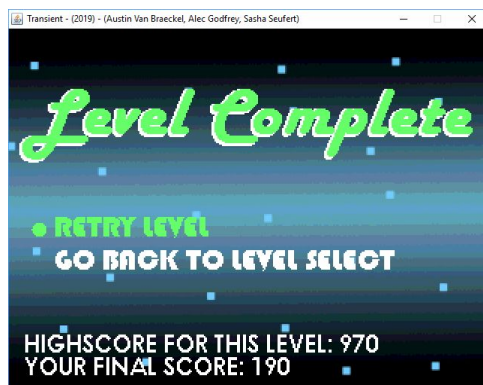 Transient - (2019) - (Austin Van Braeckel, Alec Godfrey, Sasha Seufert)
Level Complete
RETRY LEVEL
GO BACK TO LEVEL SELECT
HIGHSCORE FOR THIS LEVEL: 970
YOUR FINAL SCORE: 190